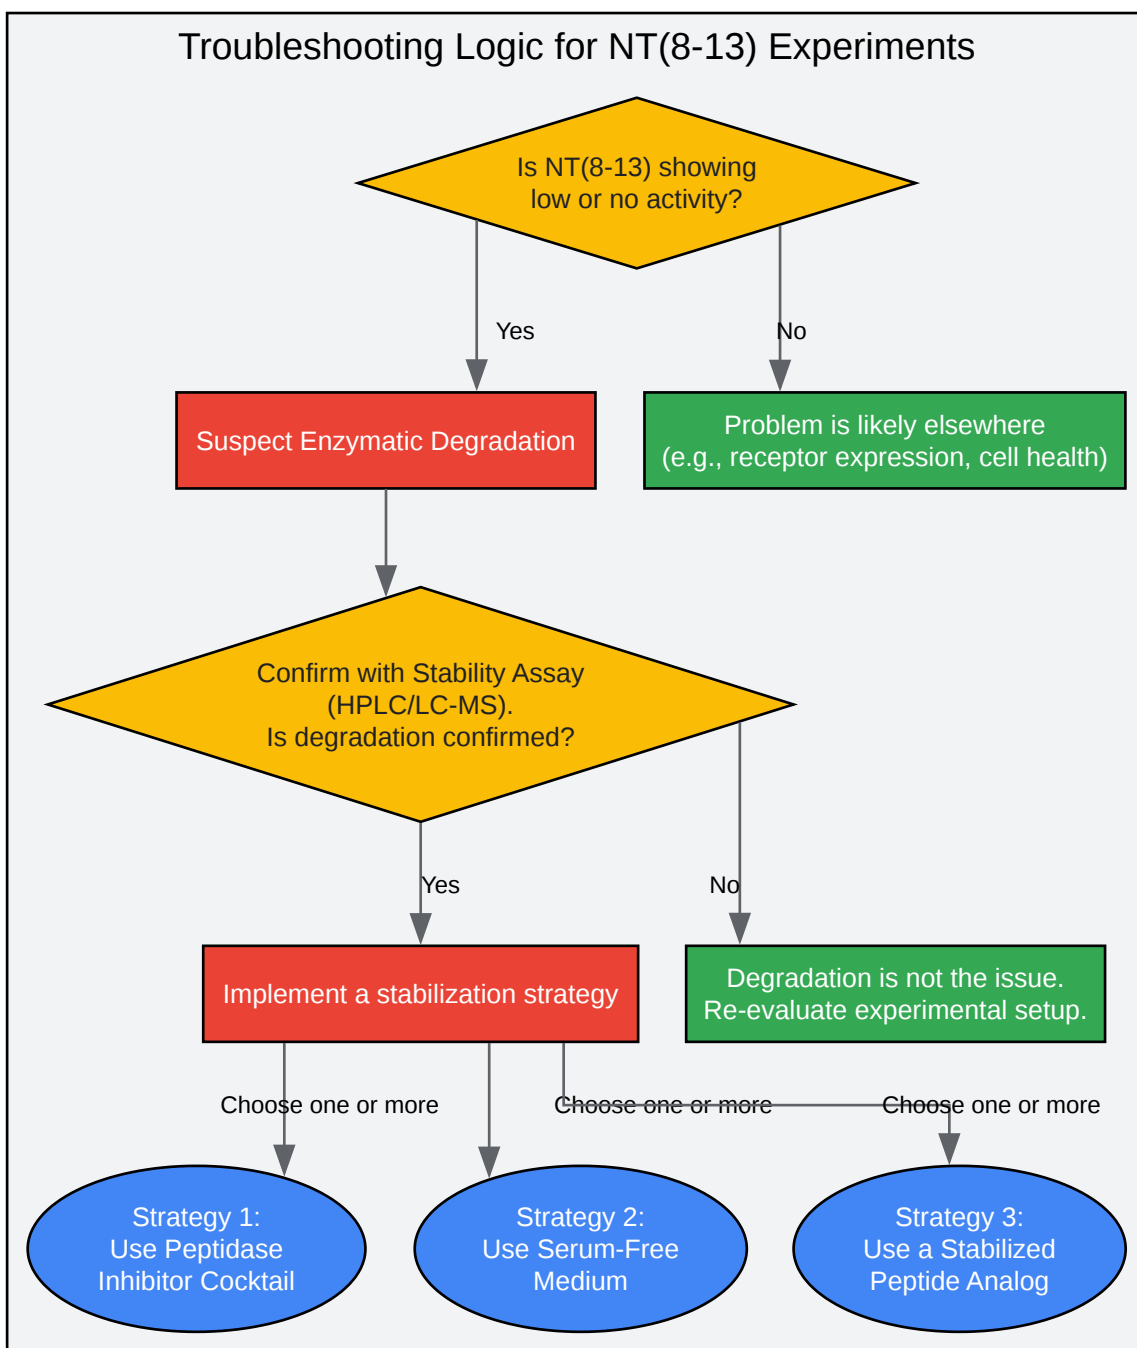 Troubleshooting Logic for NT(8-13) Experiments
Is NT(8-13) showing
low or no activity?
Yes
No
Suspect Enzymatic Degradation
Problem is likely elsewhere
(e.g., receptor expression, cell health)
Confirm with Stability Assay
(HPLC/LC-MS).
Is degradation confirmed?
Yes
No
Implement a stabilization strategy
Degradation is not the issue.
Re-evaluate experimental setup.
Choose one or more
Choose one or more
Choose one or more
Strategy 1:
Use Peptidase
Inhibitor Cocktail
Strategy 2:
Use Serum-Free
Medium
Strategy 3:
Use a Stabilized
Peptide Analog